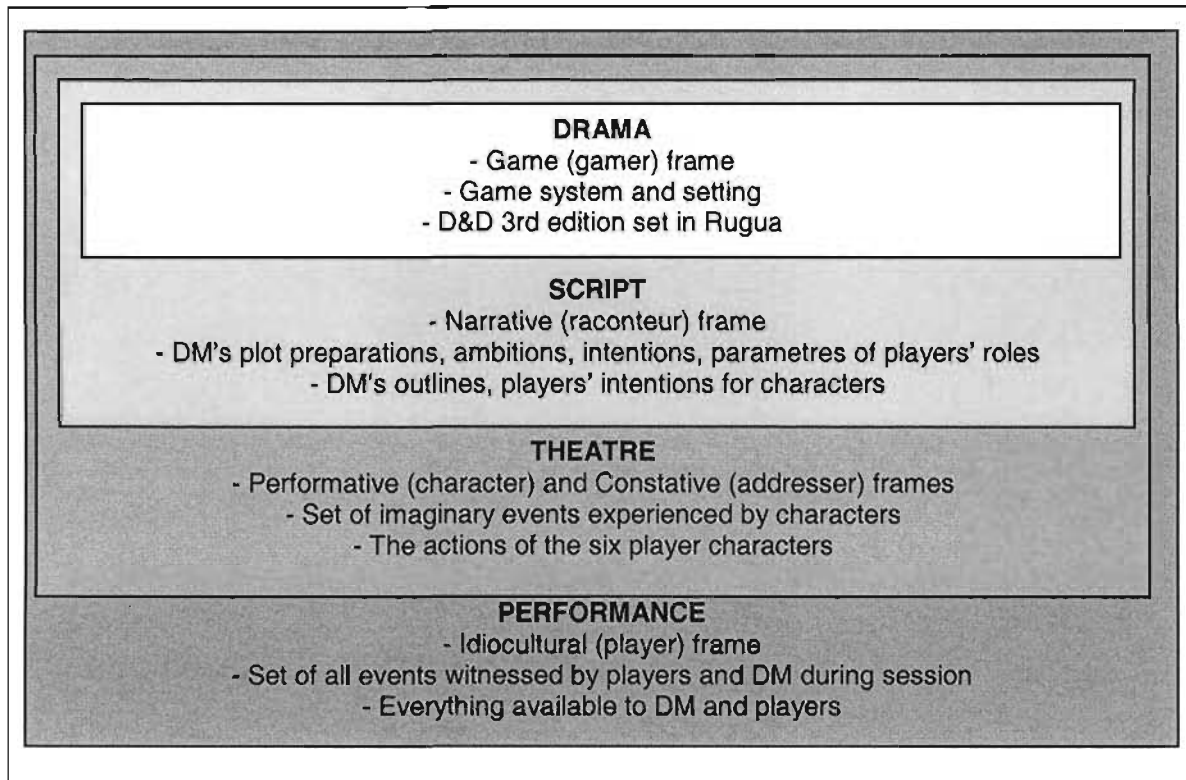 DRAMA
- Game (gamer) frame
- Game system and setting
- D&D 3rd edition set in Rugua
SCRIPT
- Narrative (raconteur) frame
- DM's plot preparations, ambitions, intentions, parametres of players' roles
- DM's outlines, players' intentions for characters
THEATRE
- Performative (character) and Constative (addresser) frames
- Set of imaginary events experienced by characters
- The actions of the six player characters
PERFORMANCE
- Idiocultural (player) frame
- Set of all events witnessed by players and DM during session
- Everything available to DM and players